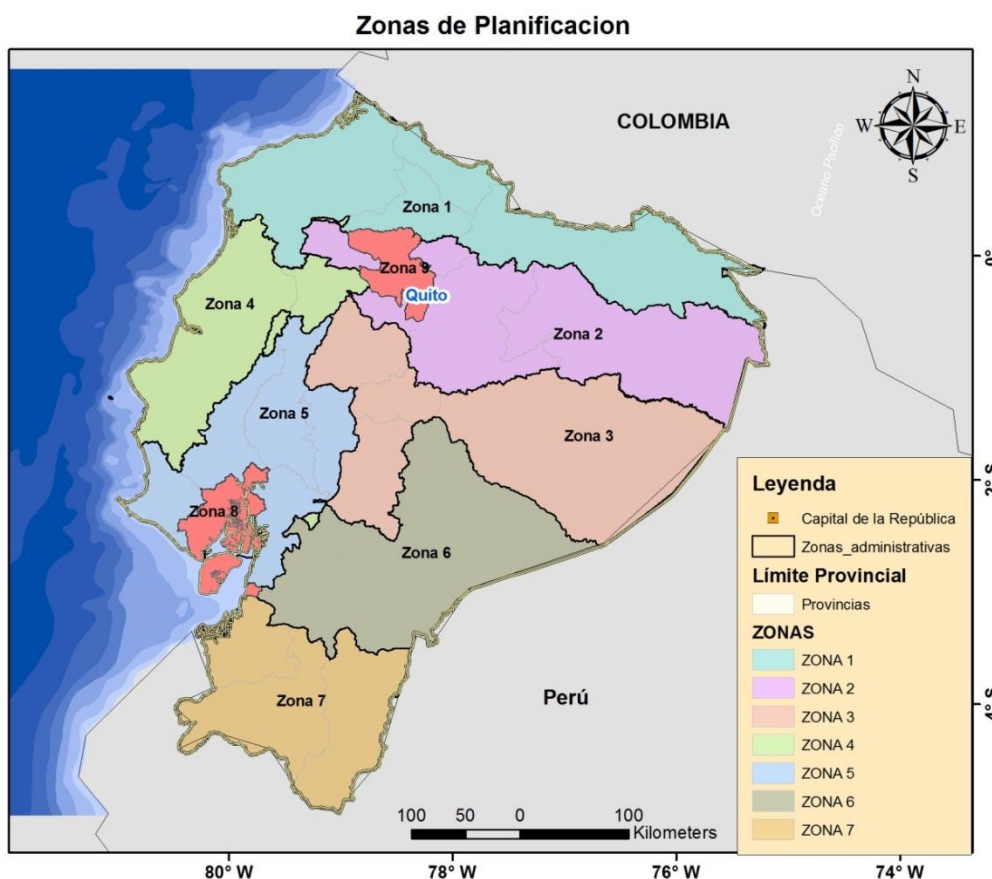 Zonas de Planificacion
COLOMBIA
N
W E
S
Oceano Pacifico
Zona 1
0°
Zona 9
Quito
Zona 4
Zona 2
Zona 5
Zona 3
2°S
Zona 8
Zona 6
Zona 7
Perú
4°S
Leyenda
Capital de la República
Zonas_administrativas
Límite Provincial
Provincias
ZONAS
ZONA 1
ZONA 2
ZONA 3
ZONA 4
ZONA 5
ZONA 6
ZONA 7
100 50 0 100
Kilometers
80° W 78° W 76° W 74° W